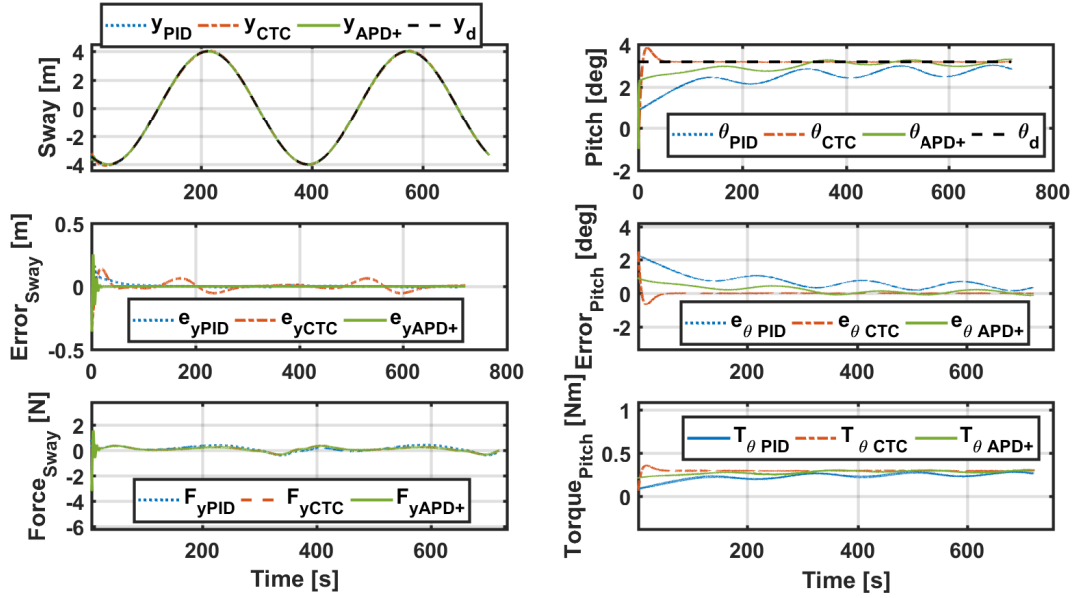 y_PID y_CTC y_APD+ y_d
Sway [m]
4
2
0
-2
-4
200 400 600
Pitch [deg]
4
2
0
-2
θ_PID θ_CTC θ_APD+ θ_d
0 200 400 600 800
Error_Sway [m]
0.5
0
-0.5
e_yPID e_yCTC e_yAPD+
0 200 400 600 800
Error_Pitch [deg]
4
2
0
-2
e_θ PID e_θ CTC e_θ APD+
200 400 600
Force_Sway [N]
2
0
-2
-4
-6
F_yPID F_yCTC F_yAPD+
200 400 600
Time [s]
Torque_Pitch [Nm]
1
0.5
0
T_θ PID T_θ CTC T_θ APD+
200 400 600
Time [s]